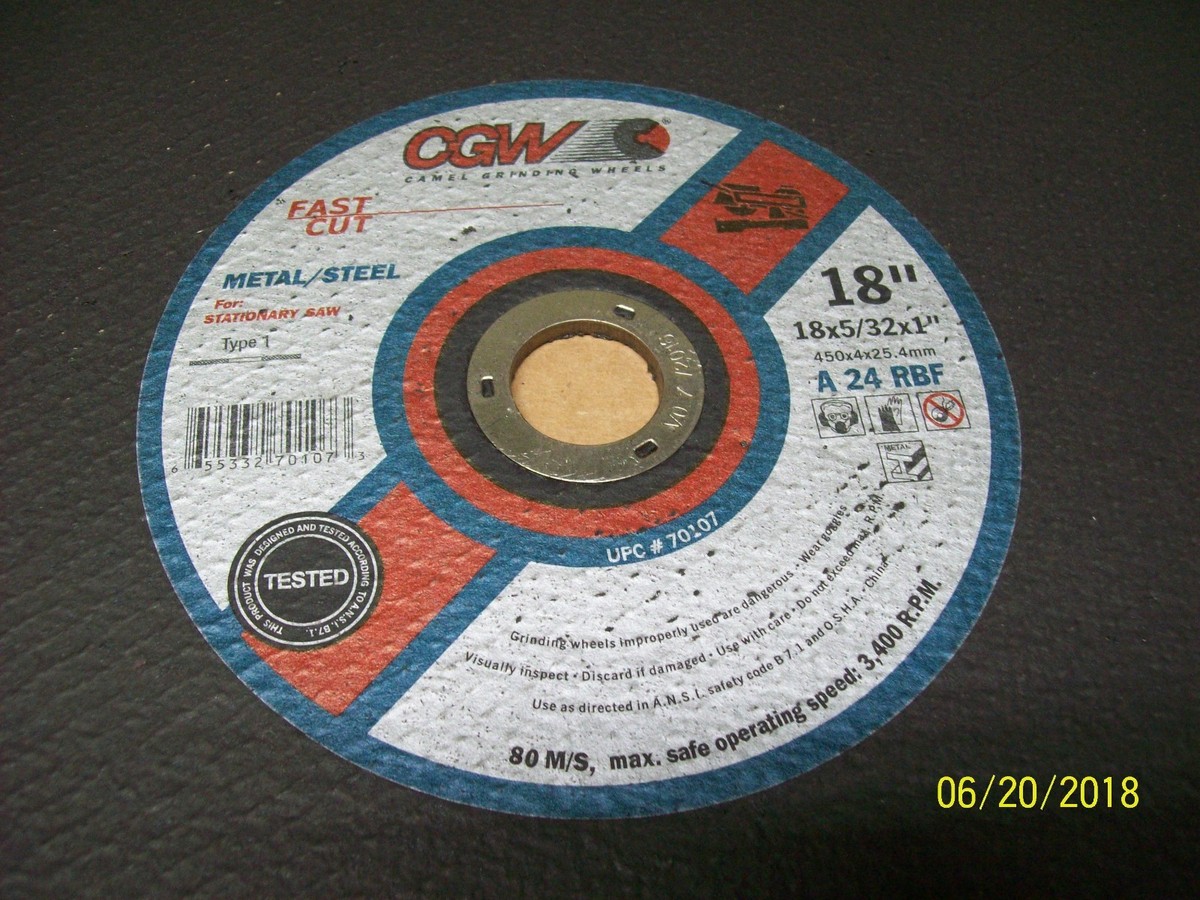 CGW®
CAMEL GRINDING WHEELS
FAST
CUT
METAL/STEEL
For:
STATIONARY SAW
Type 1
6 55332 70107 3
THIS PRODUCT WAS DESIGNED AND TESTED ACCORDING TO A.N.S.I. B7.1.
TESTED
18"
18x5/32x1"
450x4x25.4mm
A 24 RBF
METAL
V07 /2016
UPC # 70107
Grinding wheels improperly used are dangerous • Wear goggles
Visually inspect • Discard if damaged • Use with care • Do not exceed max R.P.M.
Use as directed in A.N.S.I. safety code B 7.1 and O.S.H.A. China
80 M/S, max. safe operating speed: 3,400 R.P.M.
06/20/2018